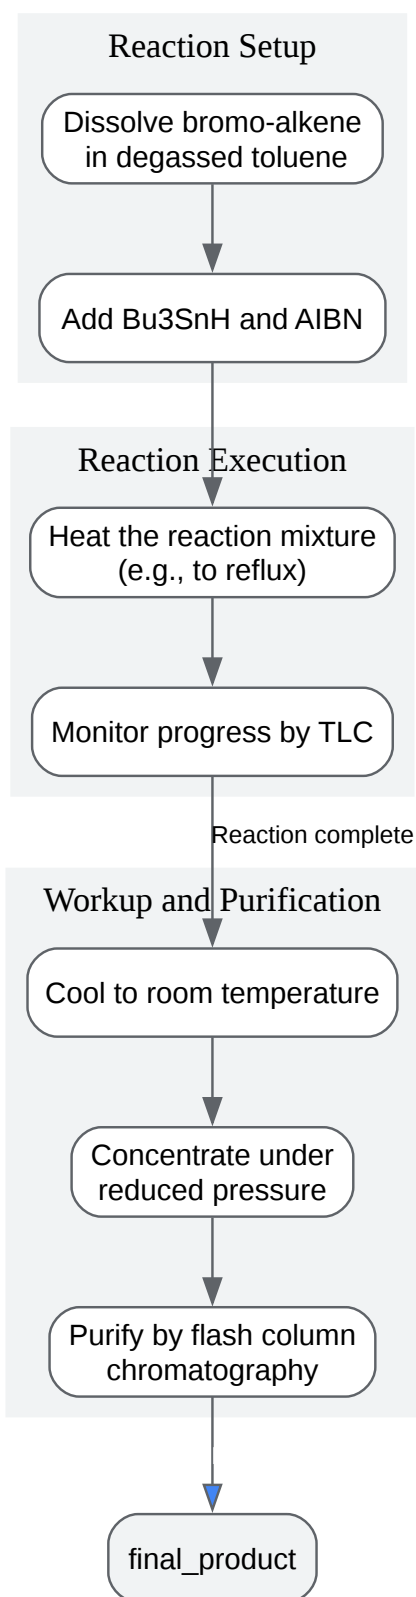 Reaction Setup
Dissolve bromo-alkene
in degassed toluene
Add Bu3SnH and AIBN
Reaction Execution
Heat the reaction mixture
(e.g., to reflux)
Monitor progress by TLC
Reaction complete
Workup and Purification
Cool to room temperature
Concentrate under
reduced pressure
Purify by flash column
chromatography
final_product